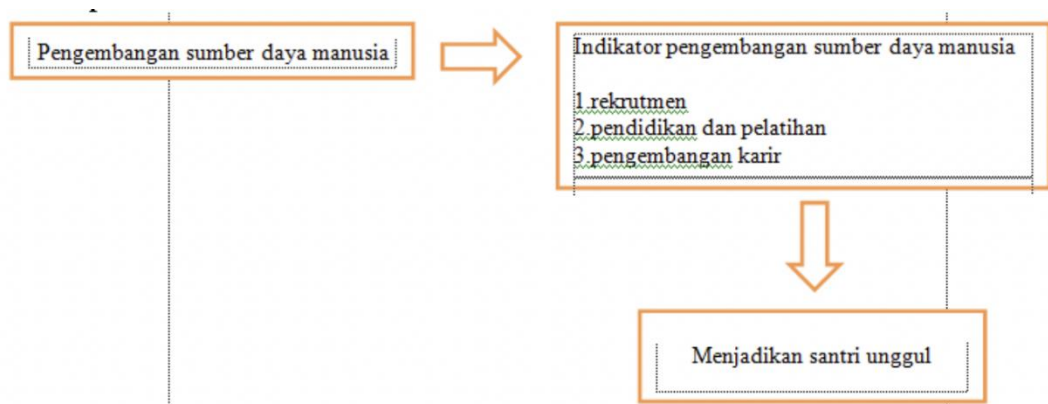 Pengembangan sumber daya manusia
Indikator pengembangan sumber daya manusia
1.rekrutmen
2.pendidikan dan pelatihan
3.pengembangan karir
Menjadikan santri unggul